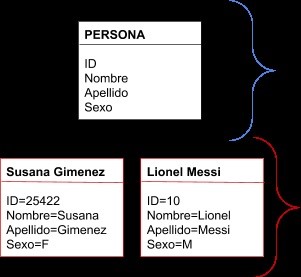 PERSONA
ID
Nombre
Apellido
Sexo
Susana Gimenez
ID=25422
Nombre=Susana
Apellido=Gimenez
Sexo=F
Lionel Messi
ID=10
Nombre=Lionel
Apellido=Messi
Sexo=M